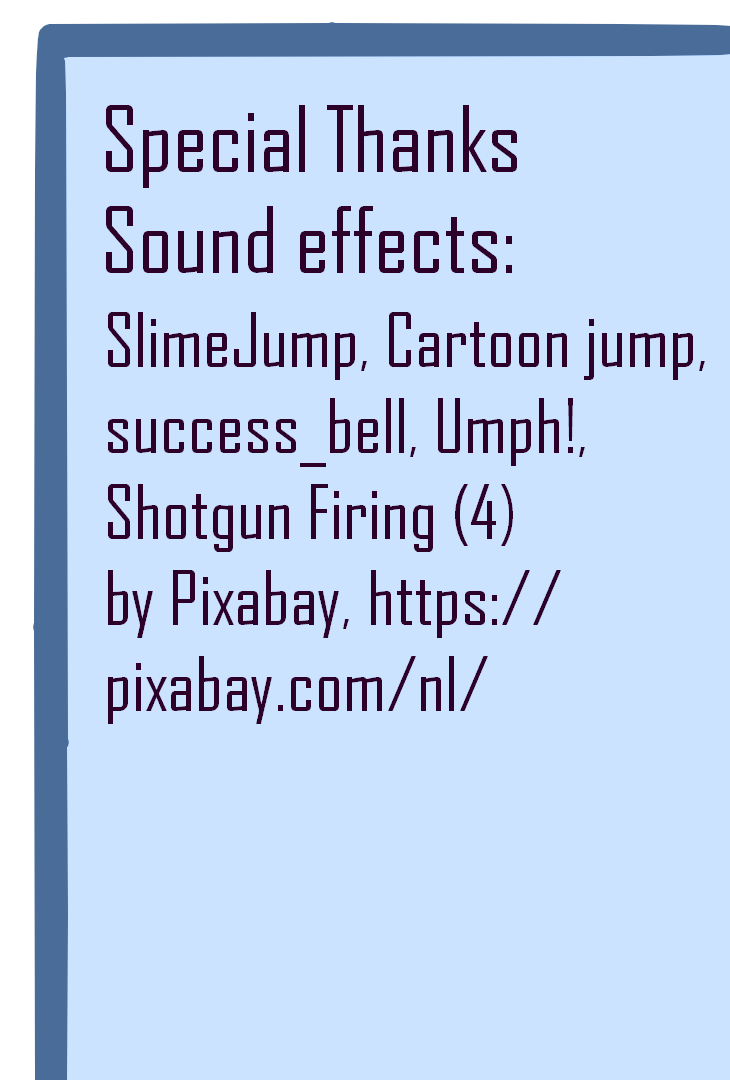 Special Thanks
Sound effects:
SlimeJump, Cartoon jump,
success_bell, Umph!,
Shotgun Firing (4)
by Pixabay, https://
pixabay.com/nl/